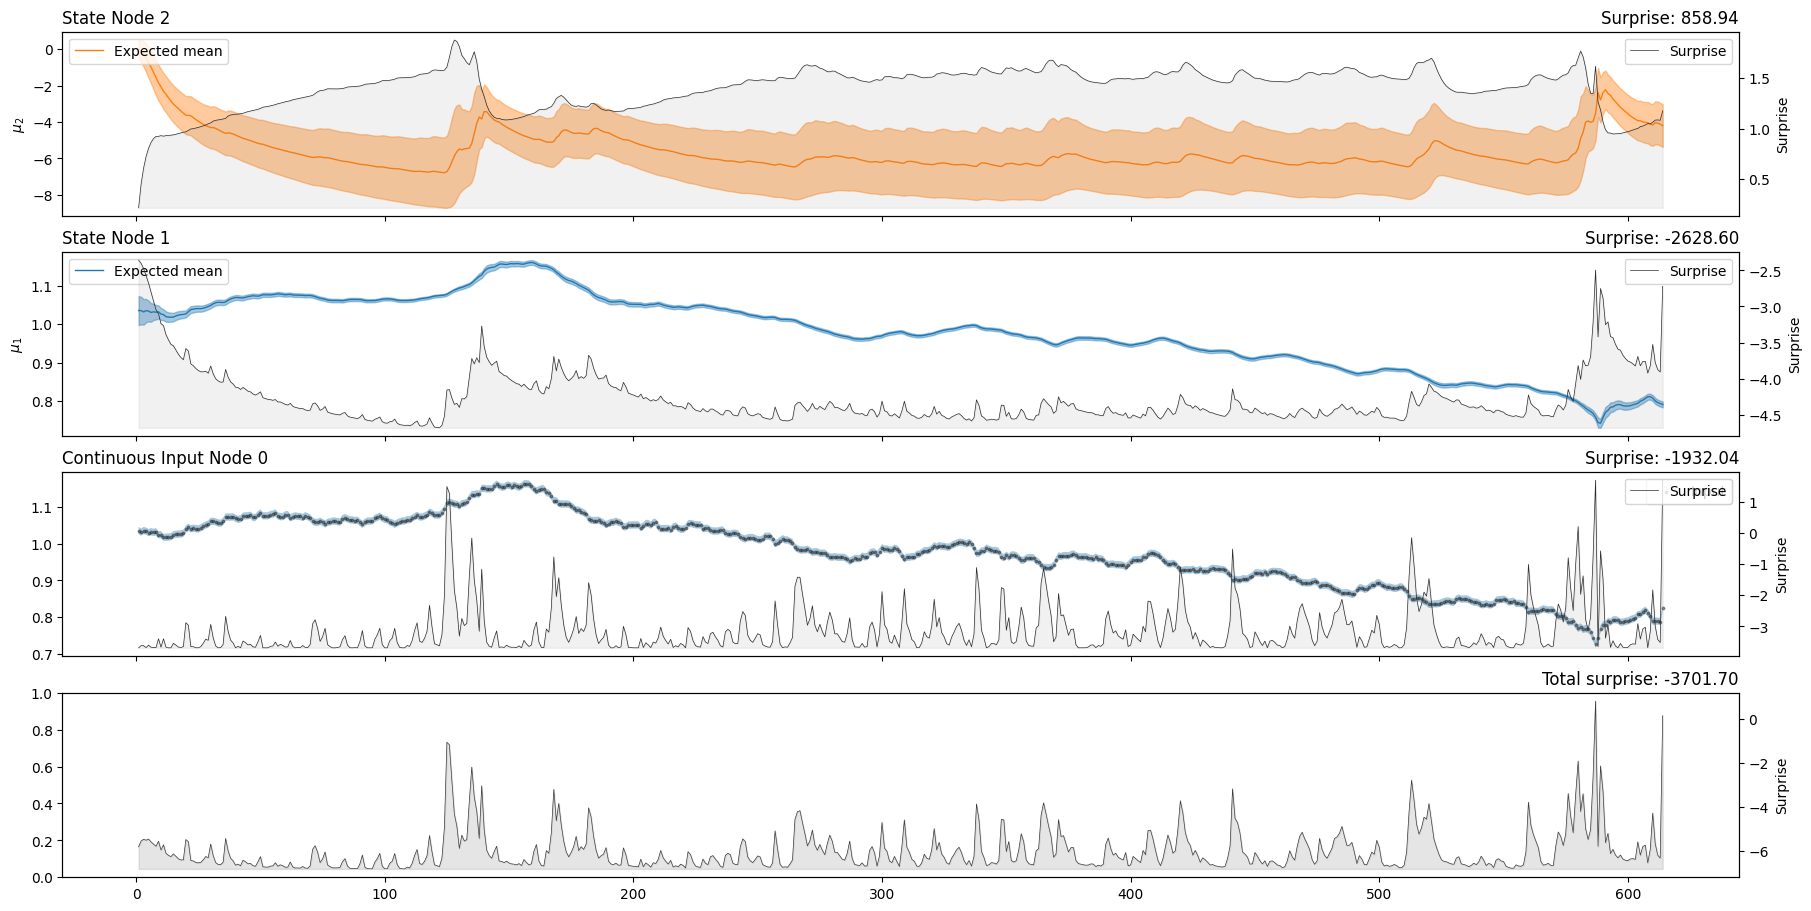 State Node 2
Surprise: 858.94
Expected mean
Surprise
0
−2
−4
−6
−8
μ2
1.5
1.0
0.5
Surprise
State Node 1
Surprise: -2628.60
Expected mean
Surprise
1.1
1.0
0.9
0.8
μ1
−2.5
−3.0
−3.5
−4.0
−4.5
Surprise
Continuous Input Node 0
Surprise: -1932.04
Surprise
1.1
1.0
0.9
0.8
0.7
1
0
−1
−2
−3
Surprise
Total surprise: -3701.70
1.0
0.8
0.6
0.4
0.2
0.0
0
−2
−4
−6
Surprise
0
100
200
300
400
500
600